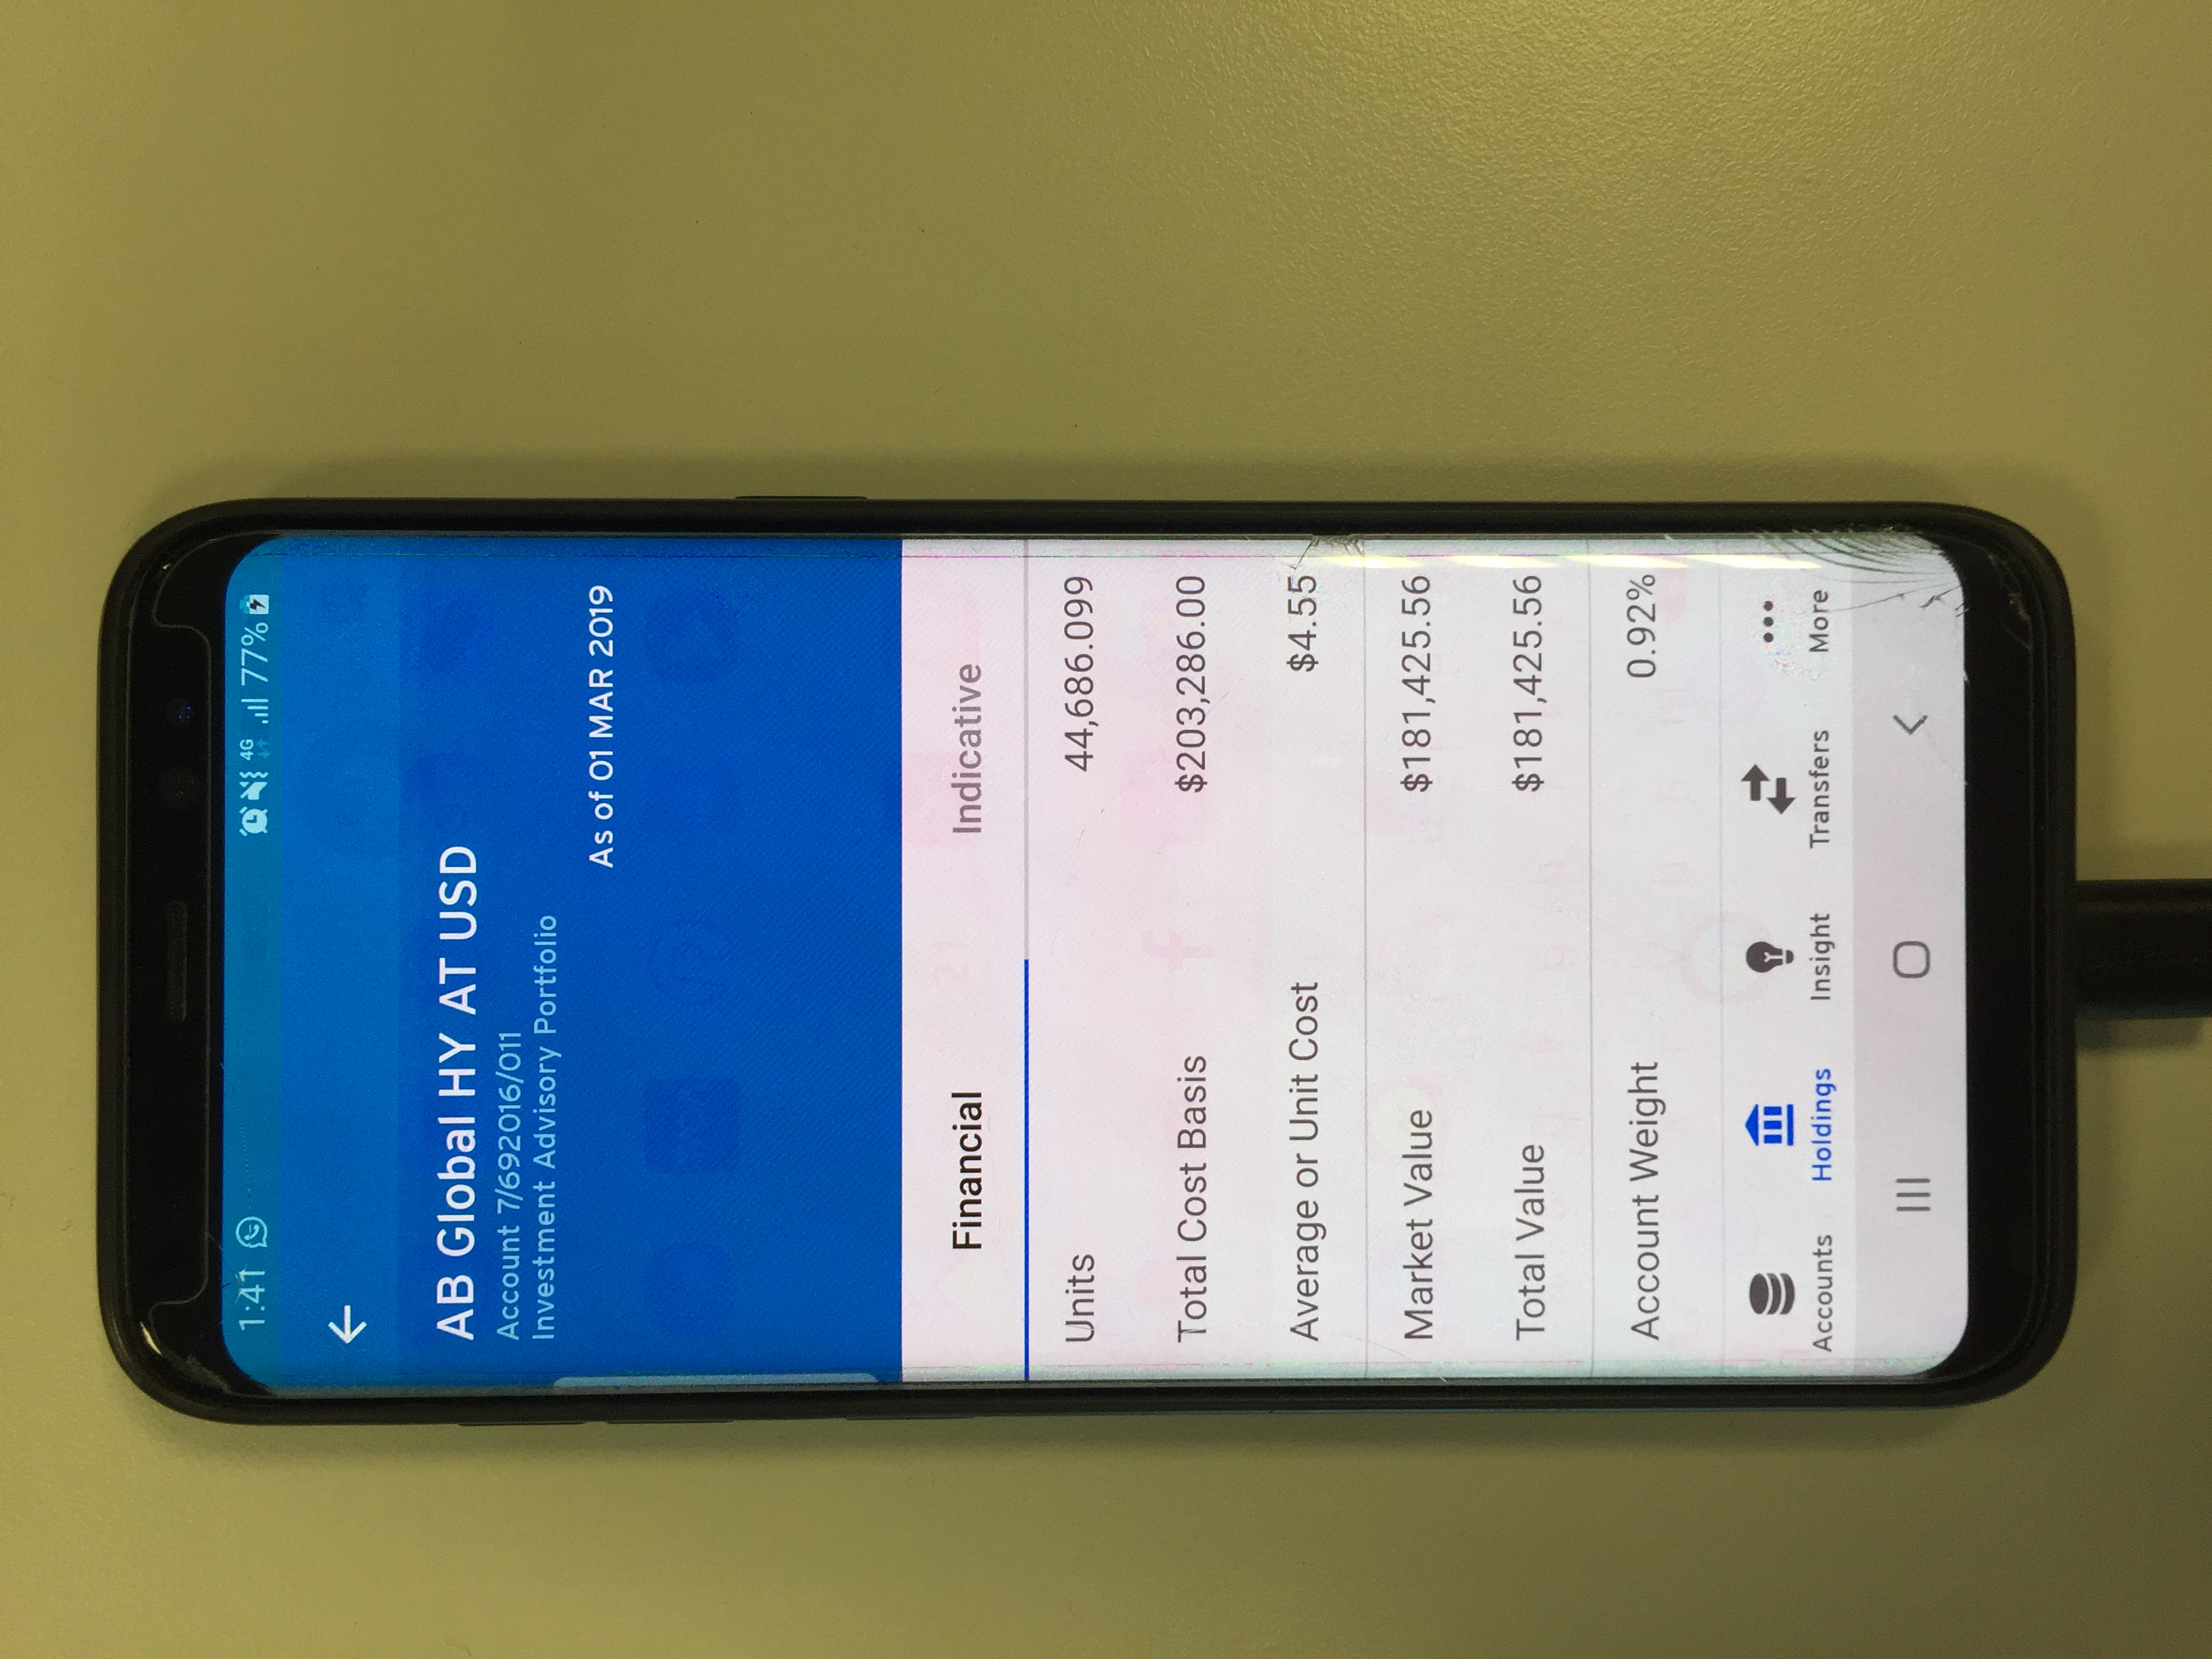 1:41 4G 77%
AB Global HY AT USD
Account 7/692016/011
Investment Advisory Portfolio
As of 01 MAR 2019
Financial Indicative
Units 44,686.099
Total Cost Basis $203,286.00
Average or Unit Cost $4.55
Market Value $181,425.56
Total Value $181,425.56
Account Weight 0.92%
Accounts Holdings Insight Transfers More